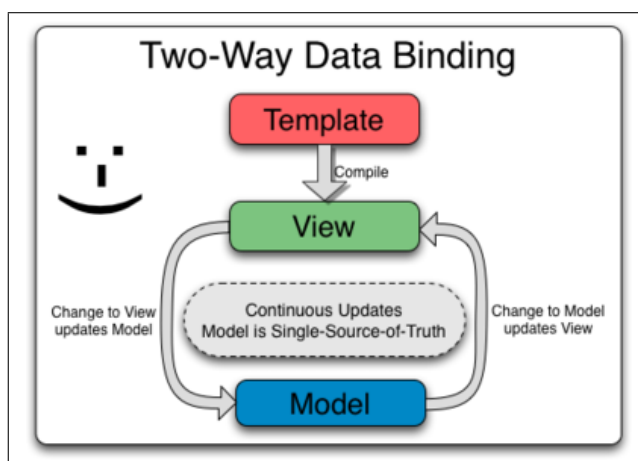 Two-Way Data Binding
Template
Compile
View
Change to View
updates Model
Continuous Updates
Model is Single-Source-of-Truth
Change to Model
updates View
Model